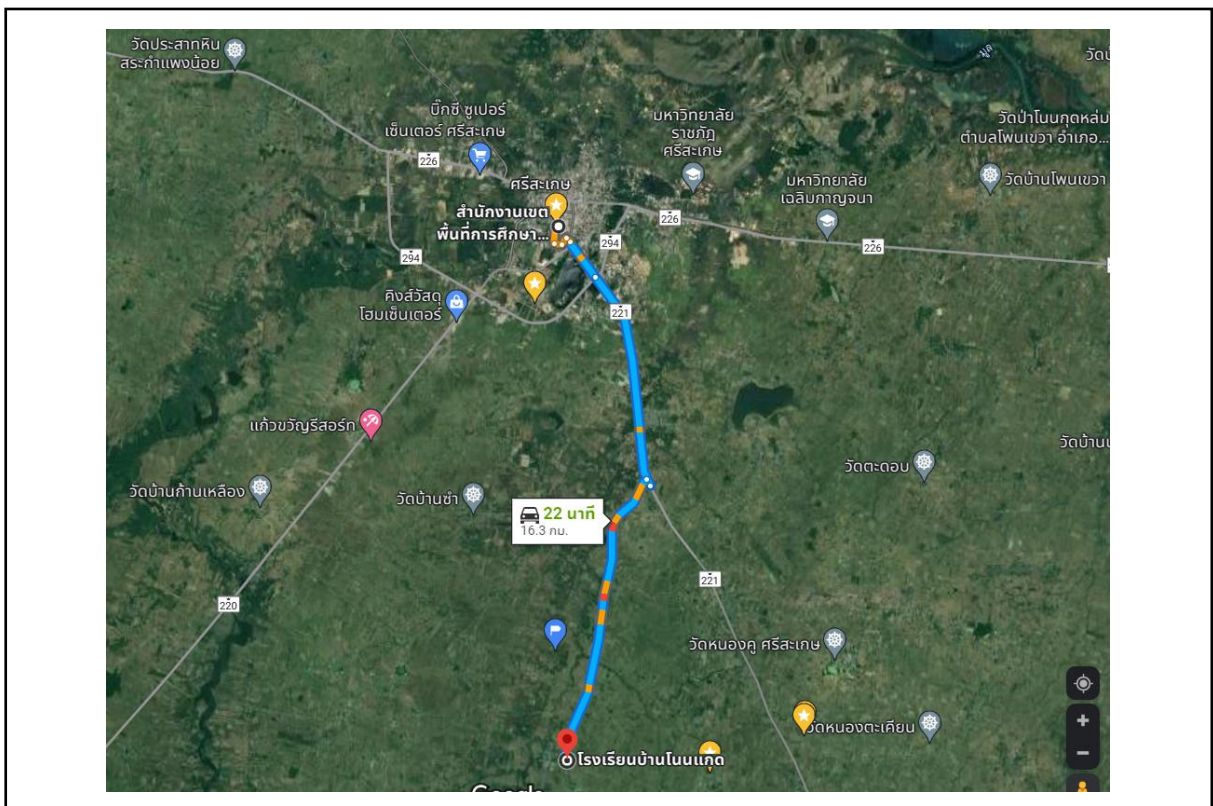 วัดประสาทหิน
สระกำแพงน้อย
บิ๊กซี ซูเปอร์
เซ็นเตอร์ ศรีสะเกษ
226
ศรีสะเกษ
สำนักงานเขต
พื้นที่การศึกษา...
มหาวิทยาลัย
ราชภัฏ
ศรีสะเกษ
มหาวิทยาลัย
เฉลิมกาญจนา
มูล
วัดป่าโนนกุดหล่ม
ตำบลโพนเขวา อำเภอ...
วัดบ้านโพนเขวา
226
226
294
294
คิงส์วัสดุ
โฮมเซ็นเตอร์
221
แก้วขวัญรีสอร์ท
วัดบ้านก้านเหลือง
วัดบ้านซำ
วัดตะดอบ
22 นาที
16.3 กม.
221
220
วัดหนองคู ศรีสะเกษ
วัดหนองตะเคียน
โรงเรียนบ้านโนนแกด
Google